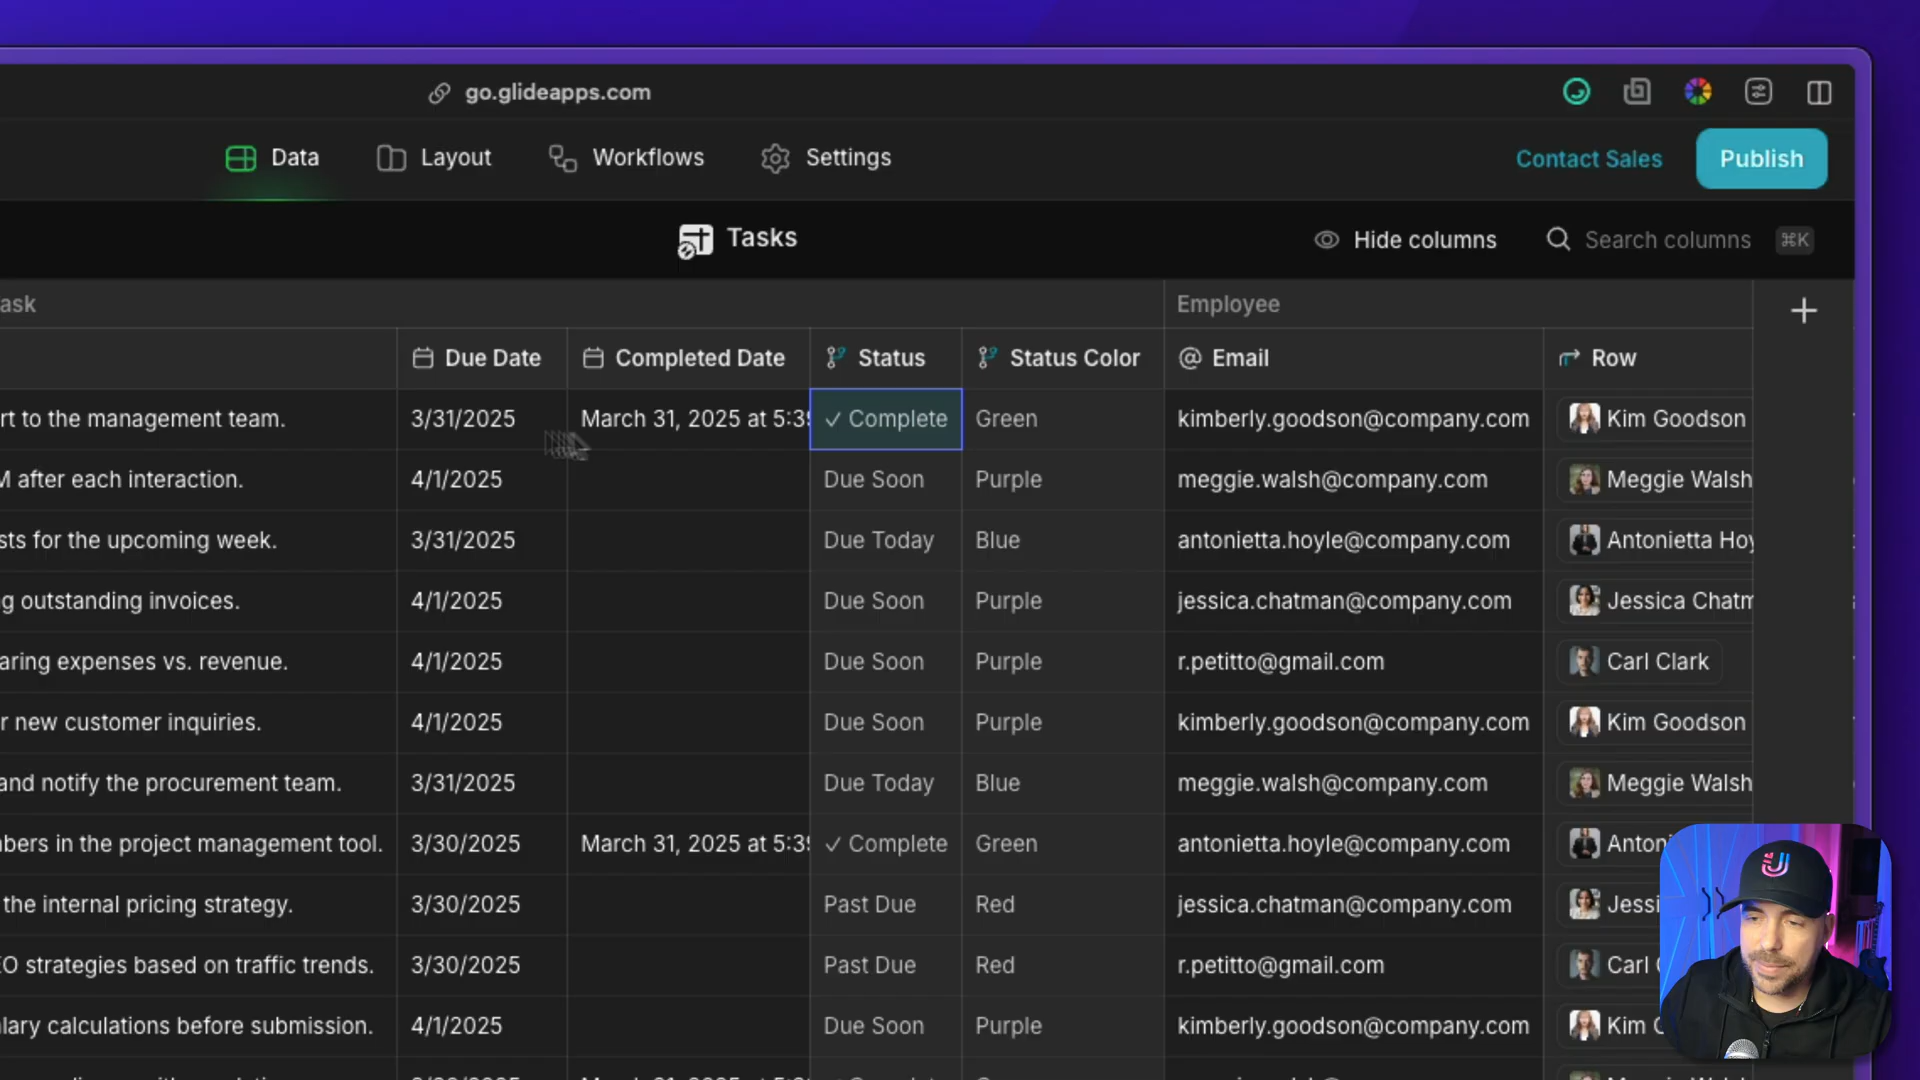 go.glideapps.com
Data Layout Workflows Settings Contact Sales Publish
Tasks Hide columns Search columns ⌘K
ask Employee
Due Date Completed Date Status Status Color @ Email Row
rt to the management team. 3/31/2025 March 31, 2025 at 5:39 ✓ Complete Green kimberly.goodson@company.com Kim Goodson
M after each interaction. 4/1/2025 Due Soon Purple meggie.walsh@company.com Meggie Walsh
sts for the upcoming week. 3/31/2025 Due Today Blue antonietta.hoyle@company.com Antonietta Hoy
g outstanding invoices. 4/1/2025 Due Soon Purple jessica.chatman@company.com Jessica Chatm
aring expenses vs. revenue. 4/1/2025 Due Soon Purple r.petitto@gmail.com Carl Clark
r new customer inquiries. 4/1/2025 Due Soon Purple kimberly.goodson@company.com Kim Goodson
and notify the procurement team. 3/31/2025 Due Today Blue meggie.walsh@company.com Meggie Walsh
nbers in the project management tool. 3/30/2025 March 31, 2025 at 5:39 ✓ Complete Green antonietta.hoyle@company.com Anton
the internal pricing strategy. 3/30/2025 Past Due Red jessica.chatman@company.com Jessi
EO strategies based on traffic trends. 3/30/2025 Past Due Red r.petitto@gmail.com Carl
alary calculations before submission. 4/1/2025 Due Soon Purple kimberly.goodson@company.com Kim